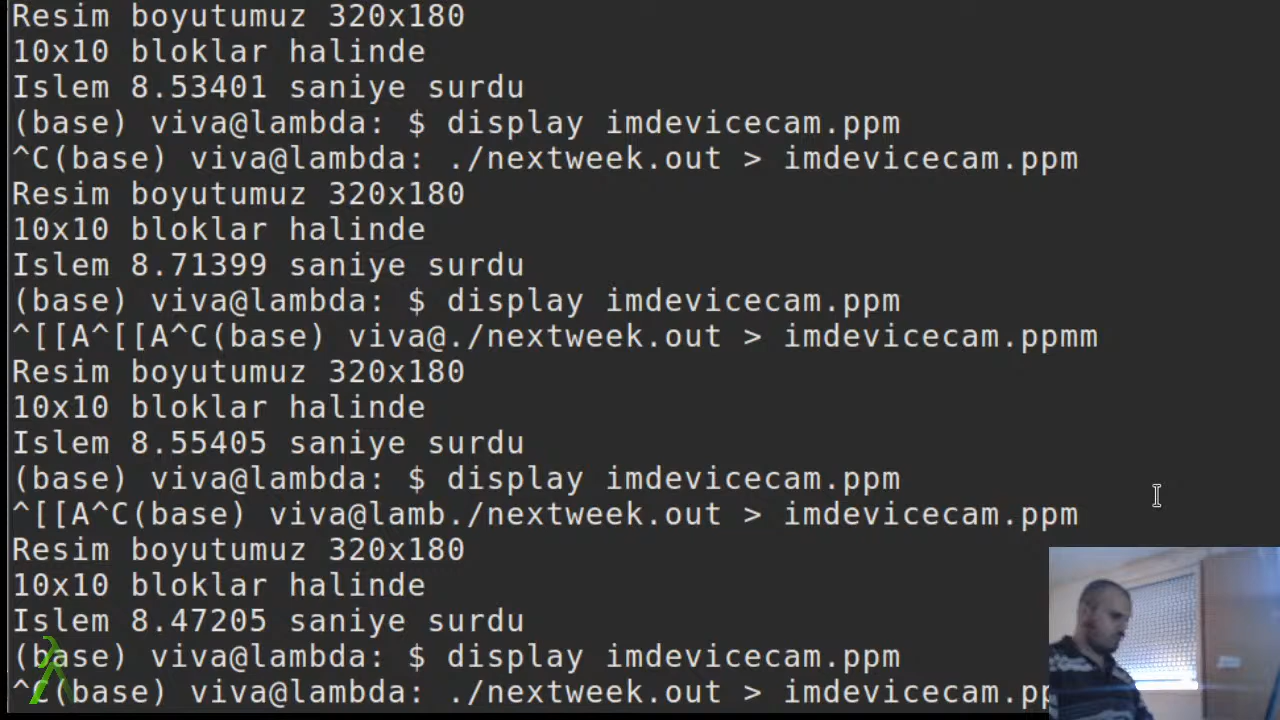 Resim boyutumuz 320x180
10x10 bloklar halinde
Islem 8.53401 saniye surdu
(base) viva@lambda: $ display imdevicecam.ppm
^C(base) viva@lambda: ./nextweek.out > imdevicecam.ppm
Resim boyutumuz 320x180
10x10 bloklar halinde
Islem 8.71399 saniye surdu
(base) viva@lambda: $ display imdevicecam.ppm
^[[A^[[A^C(base) viva@./nextweek.out > imdevicecam.ppmm
Resim boyutumuz 320x180
10x10 bloklar halinde
Islem 8.55405 saniye surdu
(base) viva@lambda: $ display imdevicecam.ppm
^[[A^C(base) viva@lamb./nextweek.out > imdevicecam.ppm
Resim boyutumuz 320x180
10x10 bloklar halinde
Islem 8.47205 saniye surdu
(base) viva@lambda: $ display imdevicecam.ppm
^C(base) viva@lambda: ./nextweek.out >